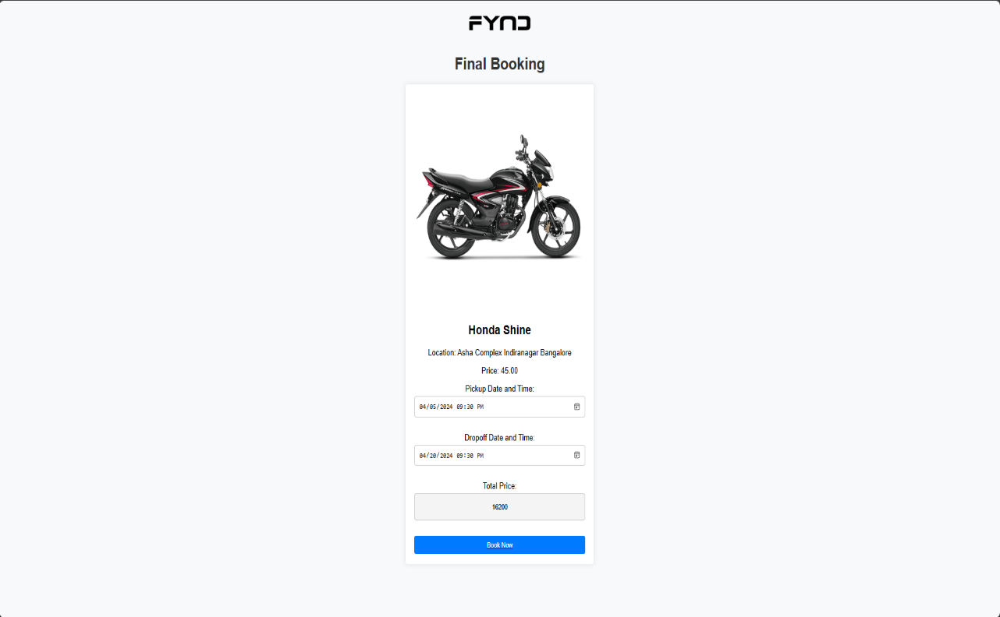 FYND
Final Booking
Honda Shine
Location: Asha Complex Indiranagar Bangalore
Price: 45.00
Pickup Date and Time:
04/05/2024 09:30 PM
Dropoff Date and Time:
04/20/2024 09:30 PM
Total Price:
16200
Book Now